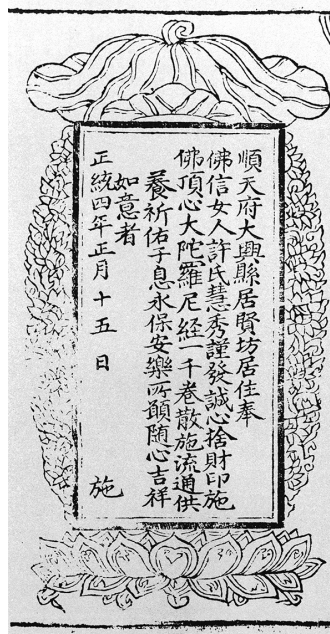 順天府大興縣居賢坊居住奉
佛信女人許氏慧秀謹發誠心捨財印施
佛頂心大陀羅尼經一千卷散施流通供
養祈佑子息永保安樂所願随心吉祥
如意者
正統四年正月十五日 施